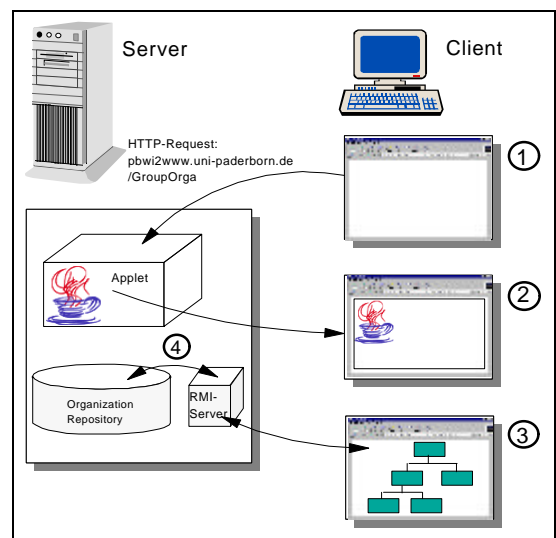 Server
Client
HTTP-Request:
pbwi2www.uni-paderborn.de
/GroupOrga
1
Applet
2
4
Organization
Repository
RMI-
Server
3